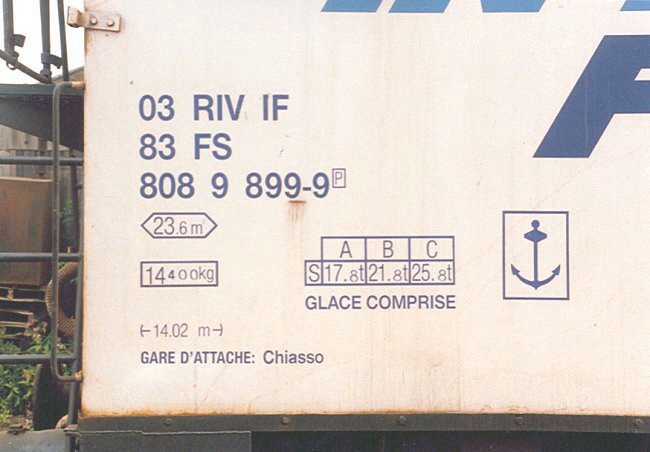 03 RIV IF
83 FS
808 9 899-9 P
23.6 m²
14400kg
A B C
S 17.8t 21.8t 25.8t
GLACE COMPRISE
14.02 m
GARE D'ATTACHE: Chiasso